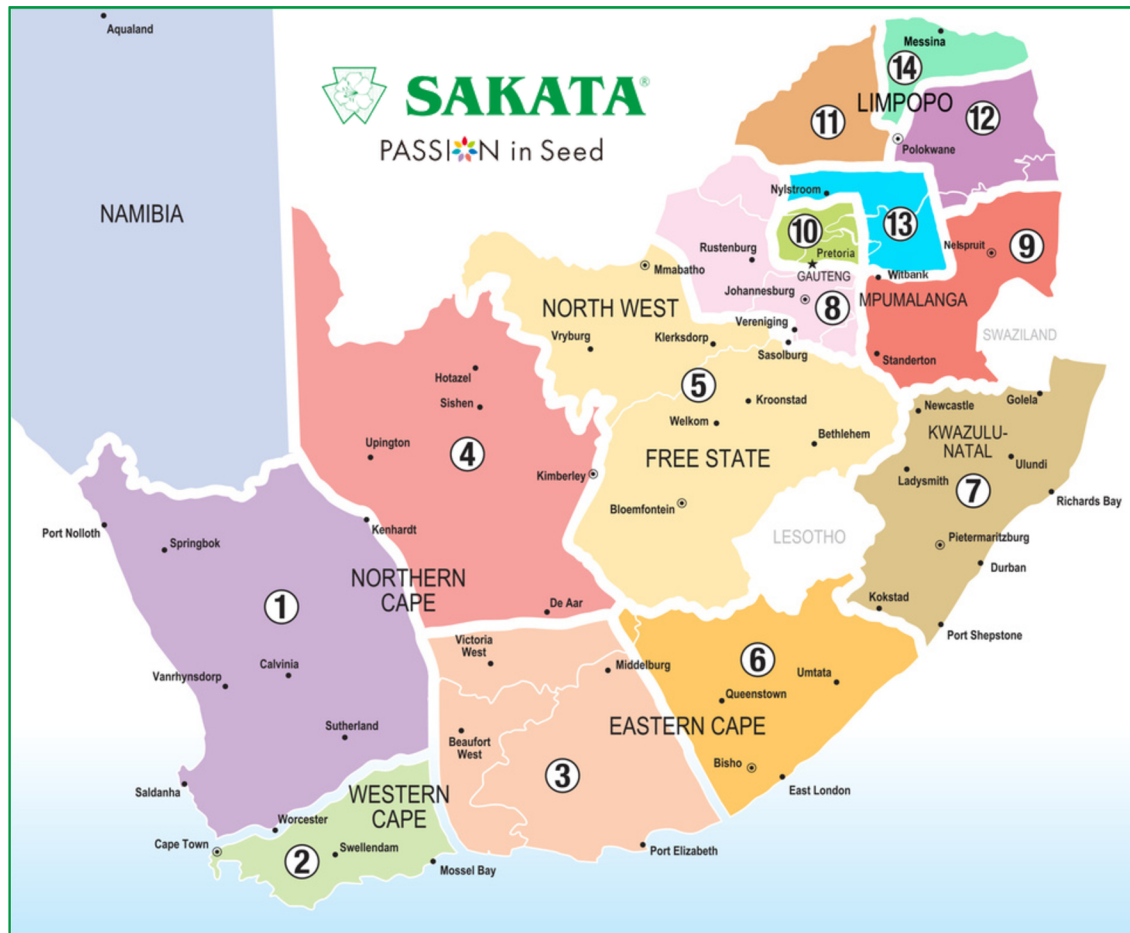 Aqualand
SAKATA®
PASSION in Seed
NAMIBIA
Messina
14
LIMPOPO
11
12
Polokwane
Nylstroom
10
13
9
Pretoria
GAUTENG
Nelspruit
Rustenburg
Mmabatho
Witbank
Johannesburg
8
MPUMALANGA
NORTH WEST
Vryburg
Klerksdorp
Vereniging
Sasolburg
Standerton
SWAZILAND
Hotazel
Sishen
5
Kroonstad
Welkom
Bethlehem
Newcastle
Golela
KWAZULU-
NATAL
Ulundi
Ladysmith
7
Richards Bay
Upington
4
Kimberley
FREE STATE
Bloemfontein
LESOTHO
Pietermaritzburg
Durban
Kokstad
Port Shepstone
Port Nolloth
Springbok
Kenhardt
NORTHERN
CAPE
De Aar
1
Victoria
West
Middelburg
6
Umtata
Queenstown
Vanrhynsdorp
Calvinia
Sutherland
Beaufort
West
EASTERN CAPE
Bisho
3
East London
Saldanha
WESTERN
CAPE
Worcester
Cape Town
2
Swellendam
Mossel Bay
Port Elizabeth